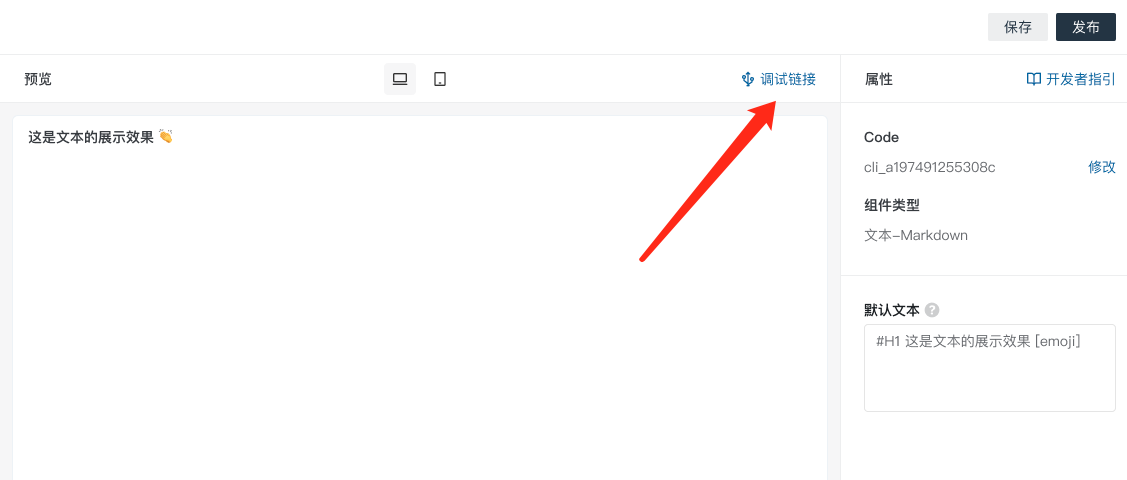 保存 发布
预览 调试链接 属性 开发者指引
这是文本的展示效果 👏
Code
cli_a197491255308c 修改
组件类型
文本-Markdown
默认文本 ?
#H1 这是文本的展示效果 [emoji]